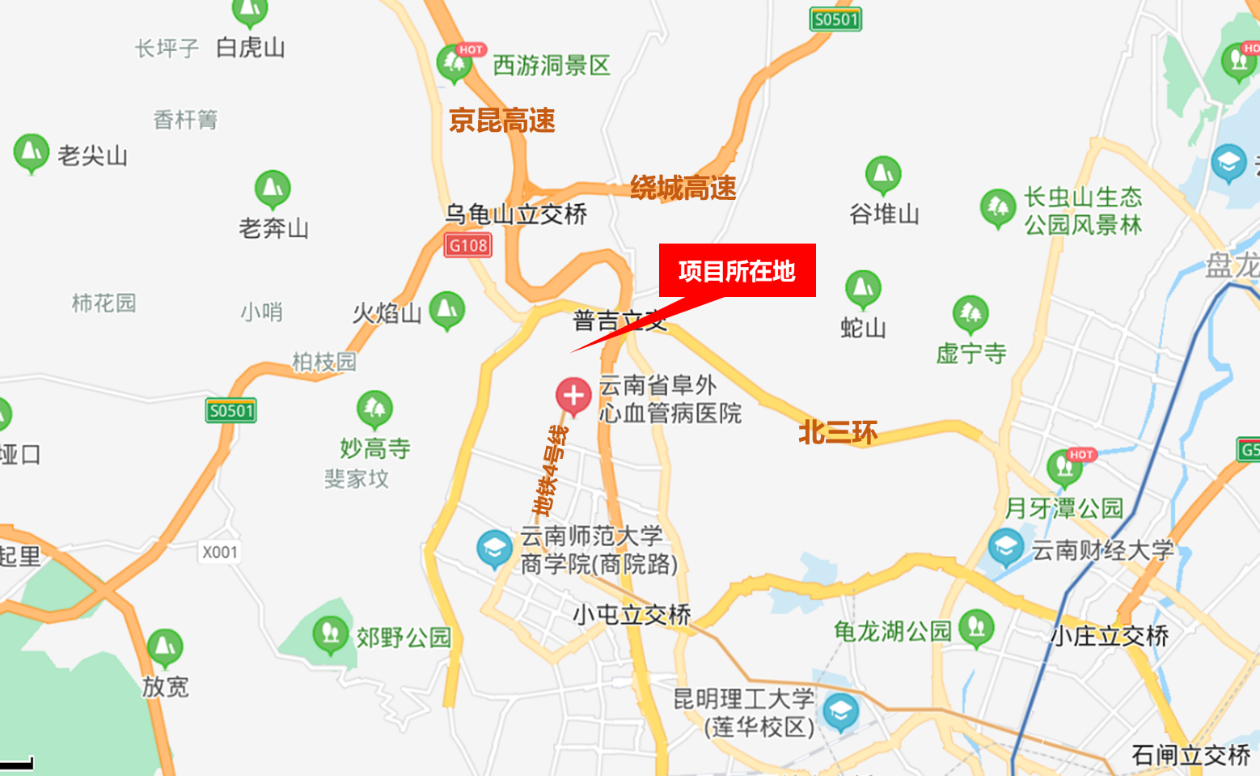 S0501
长坪子
白虎山
HOT
西游洞景区
HO
香杆箐
京昆高速
老尖山
绕城高速
老奔山
乌龟山立交桥
谷堆山
长虫山生态
公园风景林
G108
项目所在地
盘龙
柿花园
小哨
火焰山
普吉立交
蛇山
虚宁寺
柏枝园
云南省阜外
心血管病医院
S0501
妙高寺
北三环
垭口
斐家坟
地铁4号线
HOT
G5
月牙潭公园
云南师范大学
商学院(商院路)
云南财经大学
起里
X001
小屯立交桥
郊野公园
龟龙湖公园
小庄立交桥
放宽
昆明理工大学
(莲华校区)
石闸立交桥